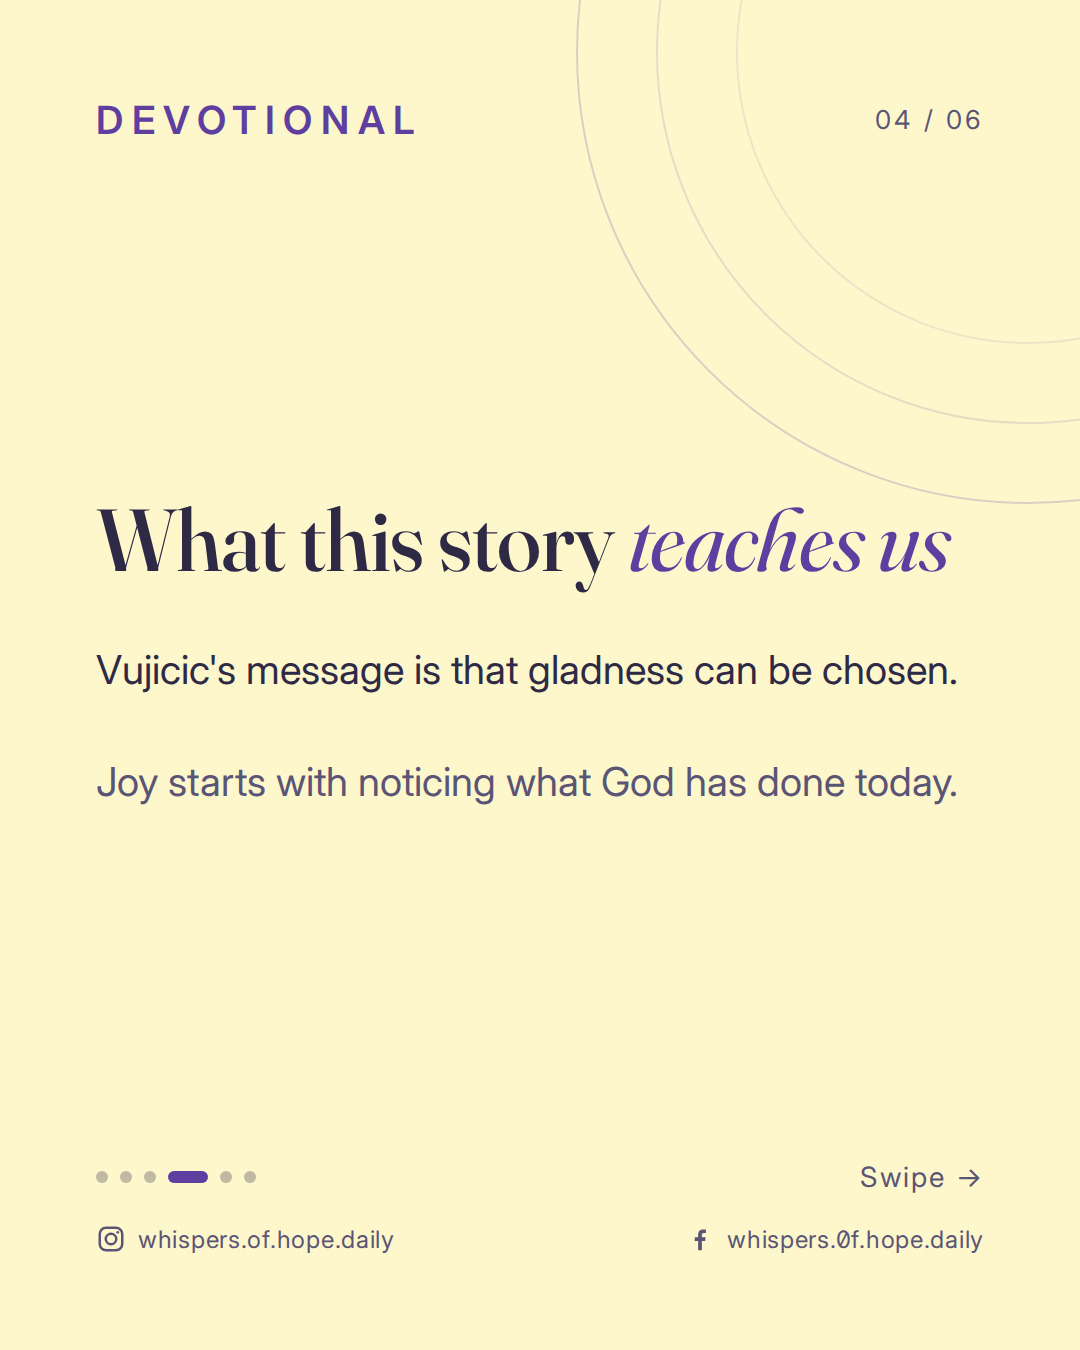 DEVOTIONAL
04 / 06
What this story teaches us
Vujicic's message is that gladness can be chosen.
Joy starts with noticing what God has done today.
Swipe →
whispers.of.hope.daily
whispers.0f.hope.daily